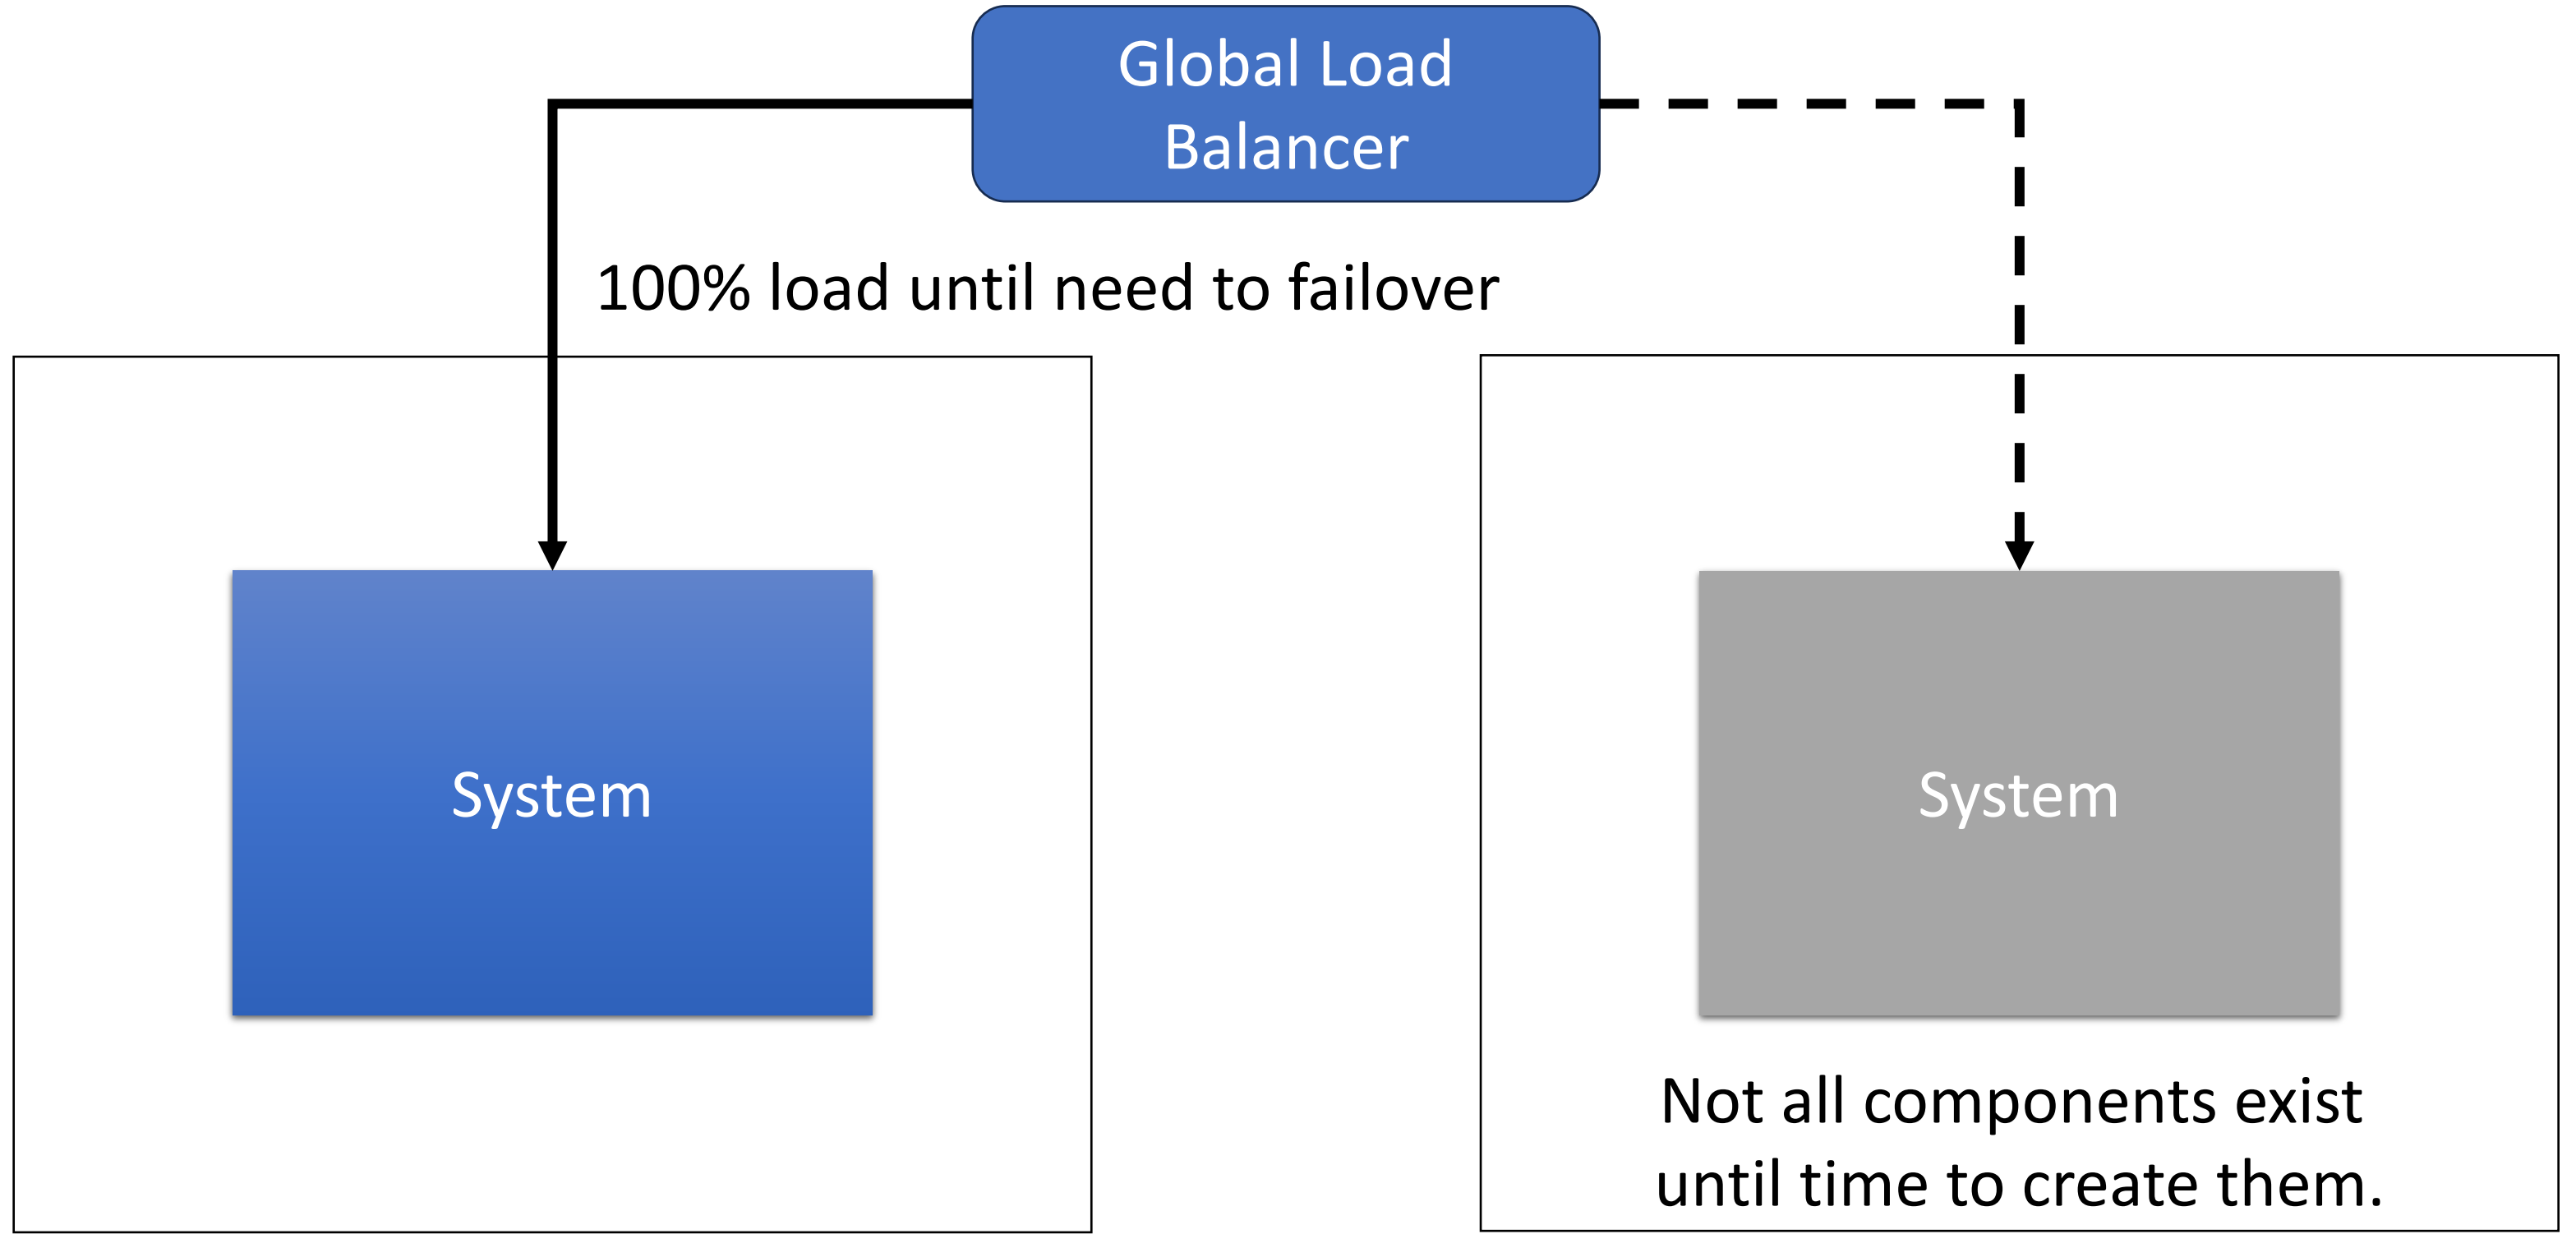 Global Load
Balancer
100% load until need to failover
System
System
Not all components exist
until time to create them.